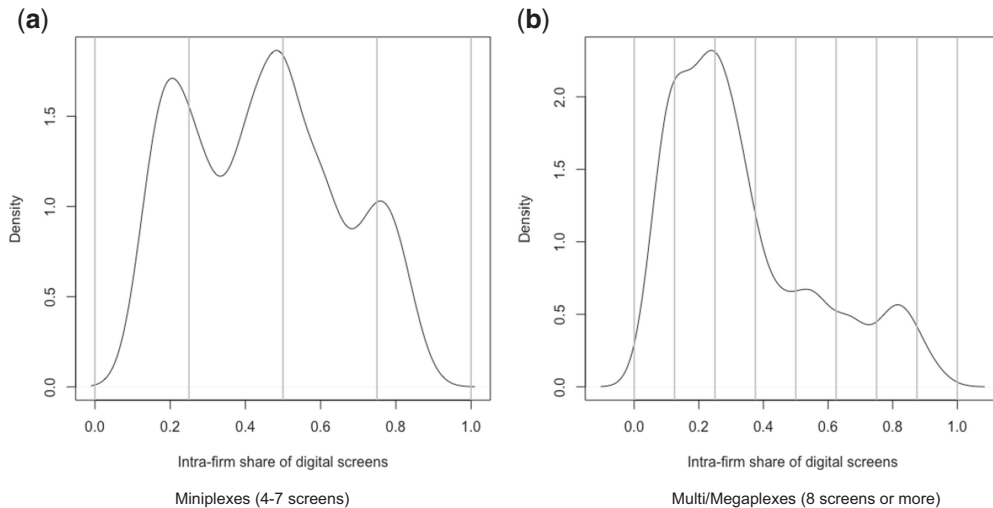 (a)
Density
0.0
0.5
1.0
1.5
0.0 0.2 0.4 0.6 0.8 1.0
Intra-firm share of digital screens
Miniplexes (4-7 screens)
(b)
Density
0.0
0.5
1.0
1.5
2.0
0.0 0.2 0.4 0.6 0.8 1.0
Intra-firm share of digital screens
Multi/Megaplexes (8 screens or more)